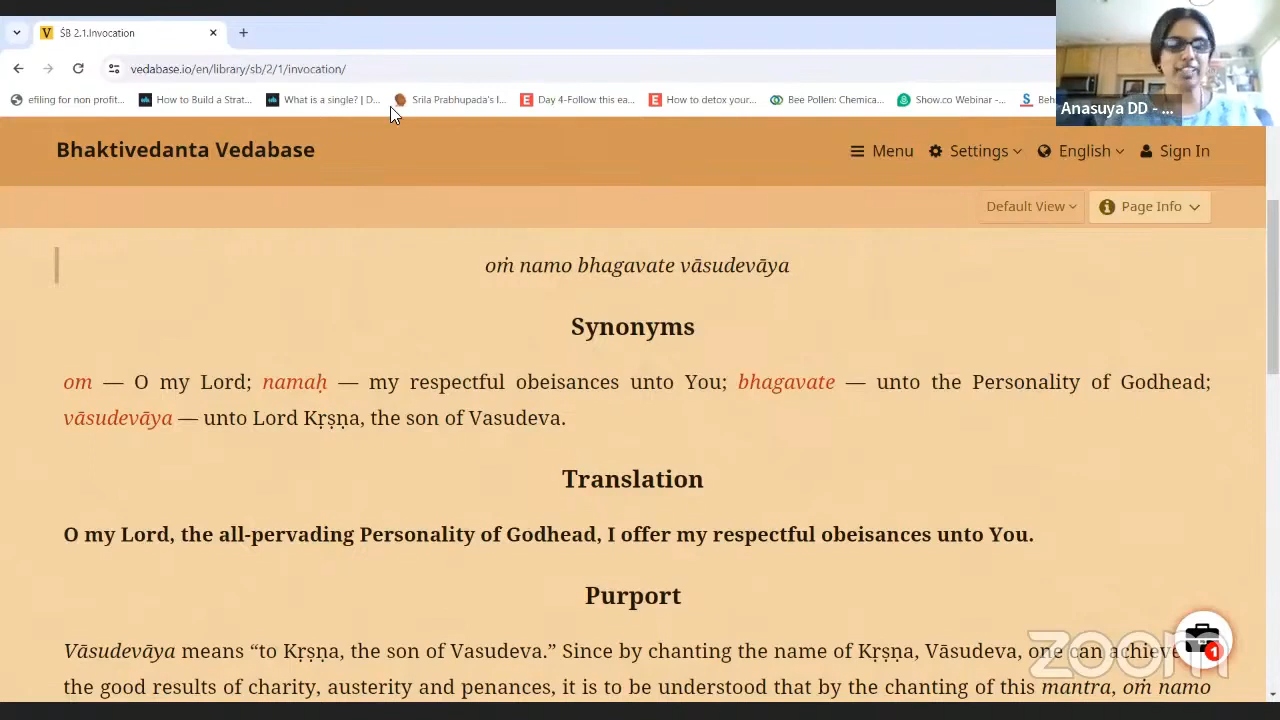 ŚB 2.1.Invocation
vedabase.io/en/library/sb/2/1/invocation/
efiling for non profit... How to Build a Strat... What is a single: D... Srila Prabhupada's I... Day 4-Follow this ea... How to detox your... Bee Pollen: Chemica... Show.co Webinar -... Beh
Anasuya DD - ...
Bhaktivedanta Vedabase
Menu Settings English Sign In
Default View Page Info
oṁ namo bhagavate vāsudevāya
Synonyms
om — O my Lord; namaḥ — my respectful obeisances unto You; bhagavate — unto the Personality of Godhead;
vāsudevāya — unto Lord Kṛṣṇa, the son of Vasudeva.
Translation
O my Lord, the all-pervading Personality of Godhead, I offer my respectful obeisances unto You.
Purport
Vāsudevāya means “to Kṛṣṇa, the son of Vasudeva.” Since by chanting the name of Kṛṣṇa, Vāsudeva, one can achieve
the good results of charity, austerity and penances, it is to be understood that by the chanting of this mantra, oṁ namo
zoom
1